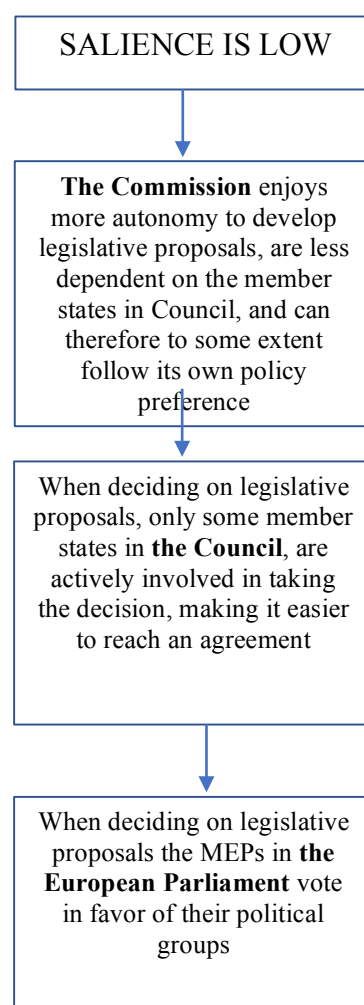 SALIENCE IS LOW
The Commission enjoys
more autonomy to develop
legislative proposals, are less
dependent on the member
states in Council, and can
therefore to some extent
follow its own policy
preference
When deciding on legislative
proposals, only some member
states in the Council, are
actively involved in taking
the decision, making it easier
to reach an agreement
When deciding on legislative
proposals the MEPs in the
European Parliament vote
in favor of their political
groups